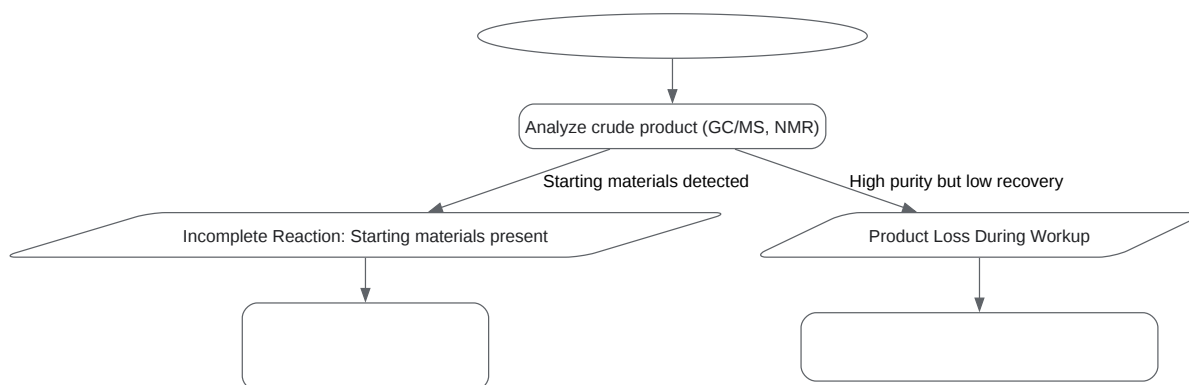 Analyze crude product (GC/MS, NMR)
Starting materials detected
High purity but low recovery
Incomplete Reaction: Starting materials present
Product Loss During Workup